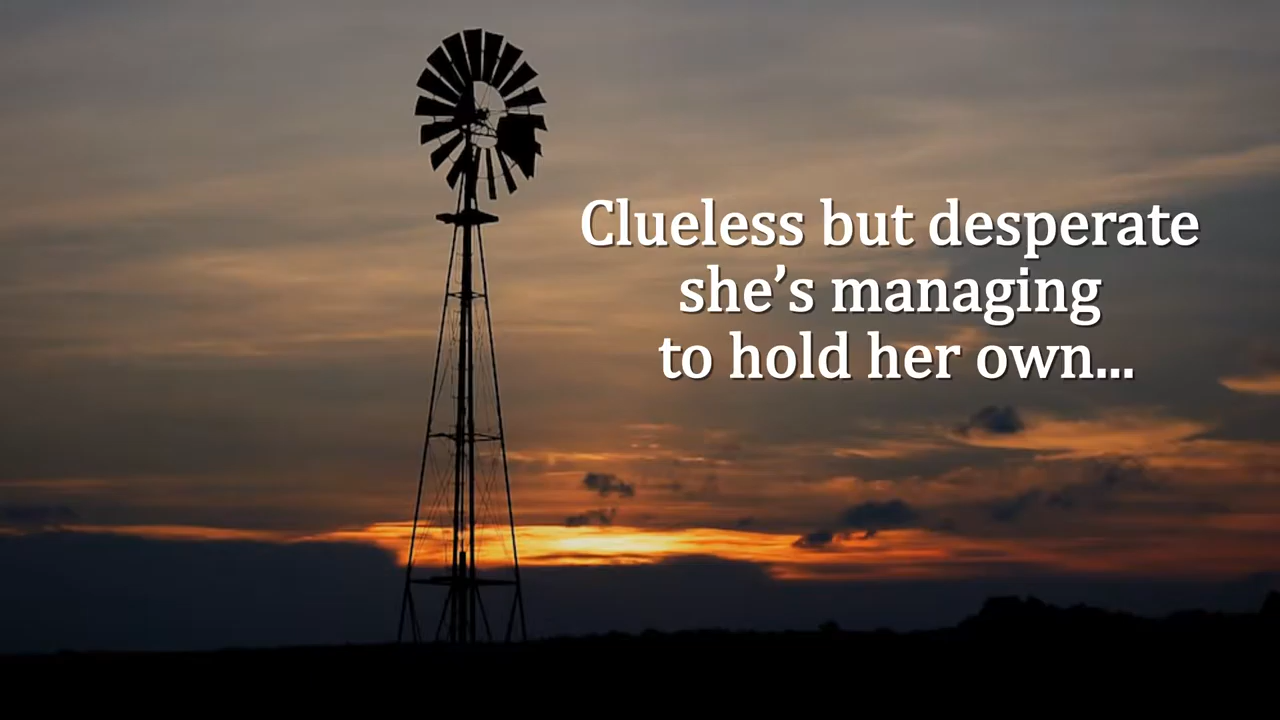 Clueless but desperate
she’s managing
to hold her own...